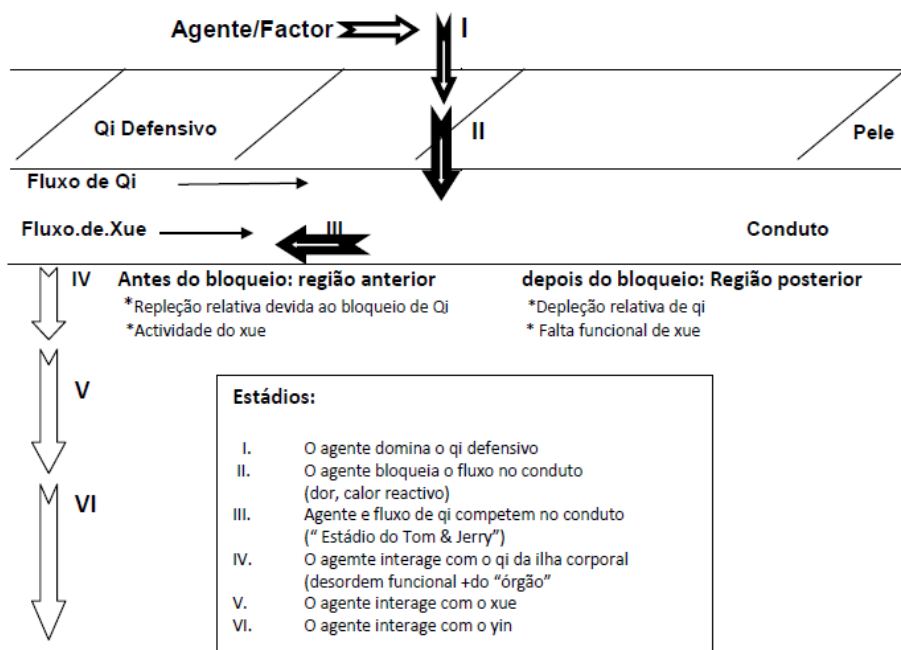 Agente/Factor I
Qi Defensivo II Pele
Fluxo de Qi
Fluxo.de.Xue III Conduto
IV Antes do bloqueio: região anterior depois do bloqueio: Região posterior
*Repleção relativa devida ao bloqueio de Qi *Depleção relativa de qi
*Actividade do xue * Falta funcional de xue
V
VI
Estádios:
I. O agente domina o qi defensivo
II. O agente bloqueia o fluxo no conduto
(dor, calor reactivo)
III. Agente e fluxo de qi competem no conduto
(“ Estádio do Tom & Jerry”)
IV. O agemte interage com o qi da ilha corporal
(desordem funcional +do “órgão”
V. O agente interage com o xue
VI. O agente interage com o yin